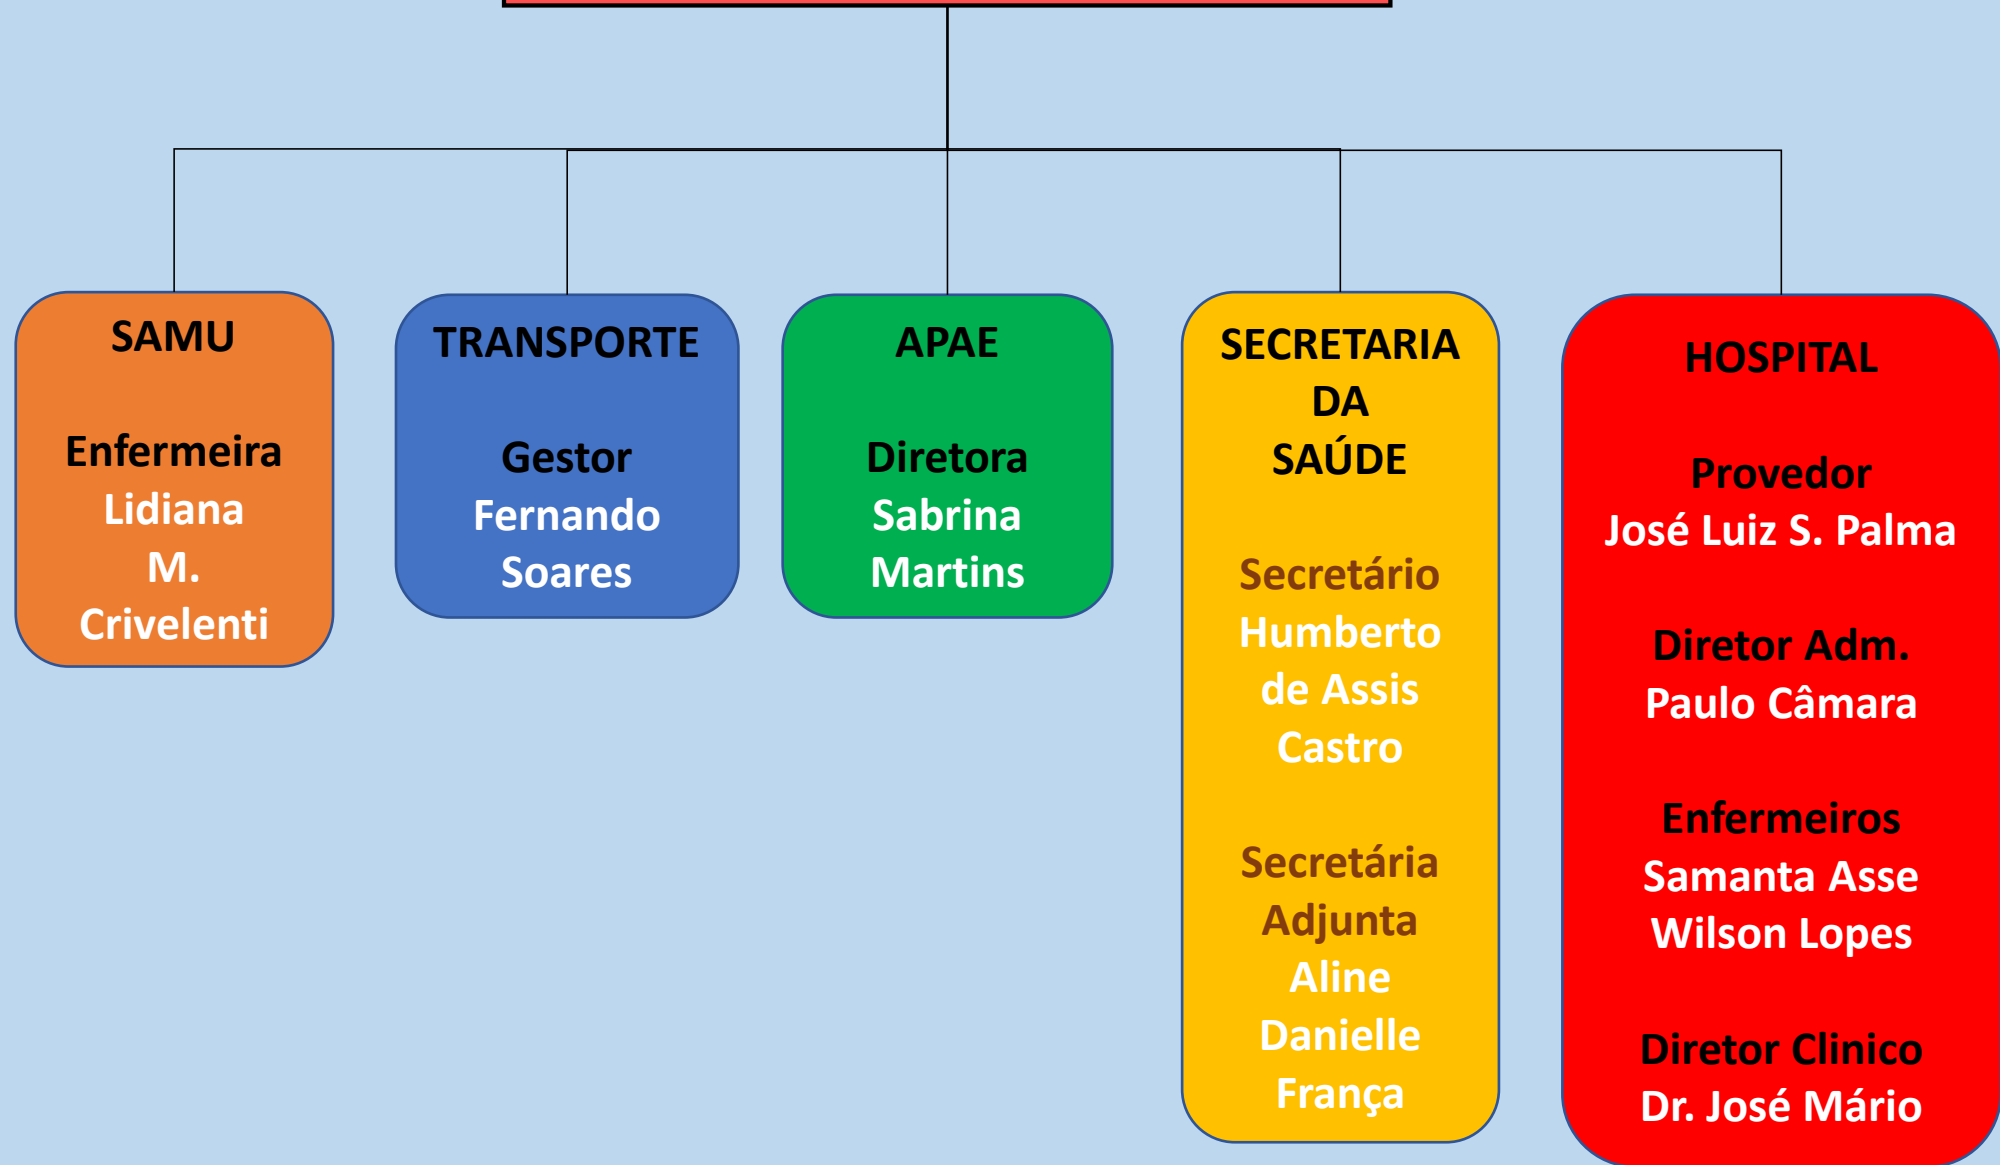 SAMU
Enfermeira
Lidiana
M.
Crivelenti
TRANSPORTE
Gestor
Fernando
Soares
APAE
Diretora
Sabrina
Martins
SECRETARIA
DA
SAÚDE
Secretário
Humberto
de Assis
Castro
Secretária
Adjunta
Aline
Danielle
França
HOSPITAL
Provedor
José Luiz S. Palma
Diretor Adm.
Paulo Câmara
Enfermeiros
Samanta Asse
Wilson Lopes
Diretor Clinico
Dr. José Mário